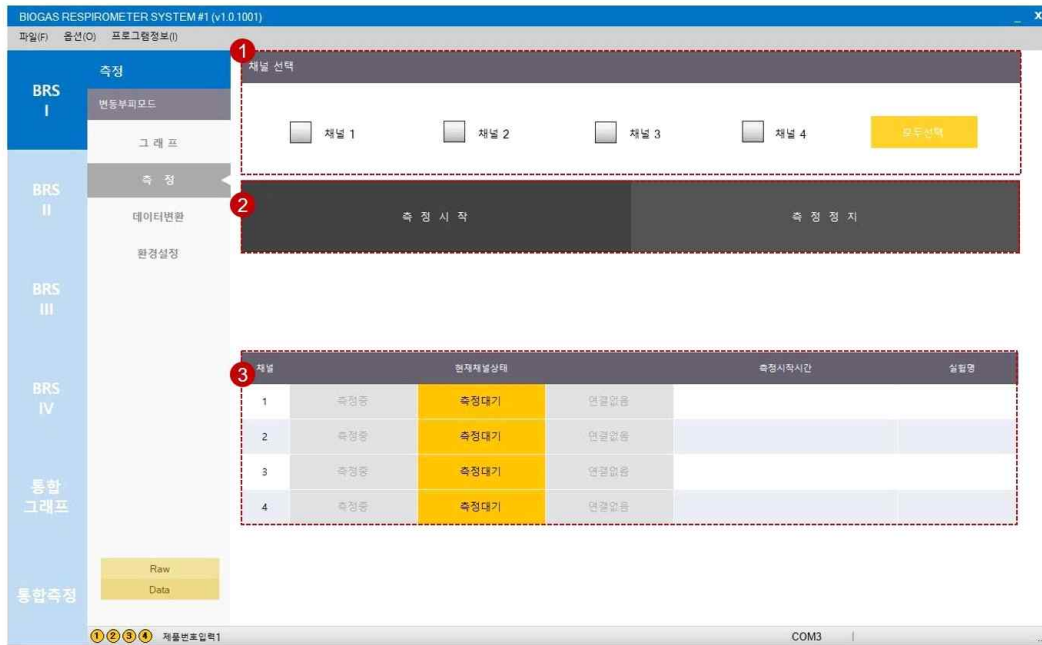 BIOGAS RESPIROMETER SYSTEM #1 (v1.0.1001) _ x
파일(F) 옵션(O) 프로그램정보(I)
BRS I
BRS II
BRS III
BRS IV
통합 그래프
통합측정
측정
변동부피모드
그 래 프
측 정
데이터변환
환경설정
Raw
Data
1
채널 선택
채널 1 채널 2 채널 3 채널 4 모두선택
2
측 정 시 작 측 정 정 지
3
채널 현재채널상태 측정시작시간 실험명
1 측정중 측정대기 연결없음
2 측정중 측정대기 연결없음
3 측정중 측정대기 연결없음
4 측정중 측정대기 연결없음
1 2 3 4 제품번호입력1 COM3